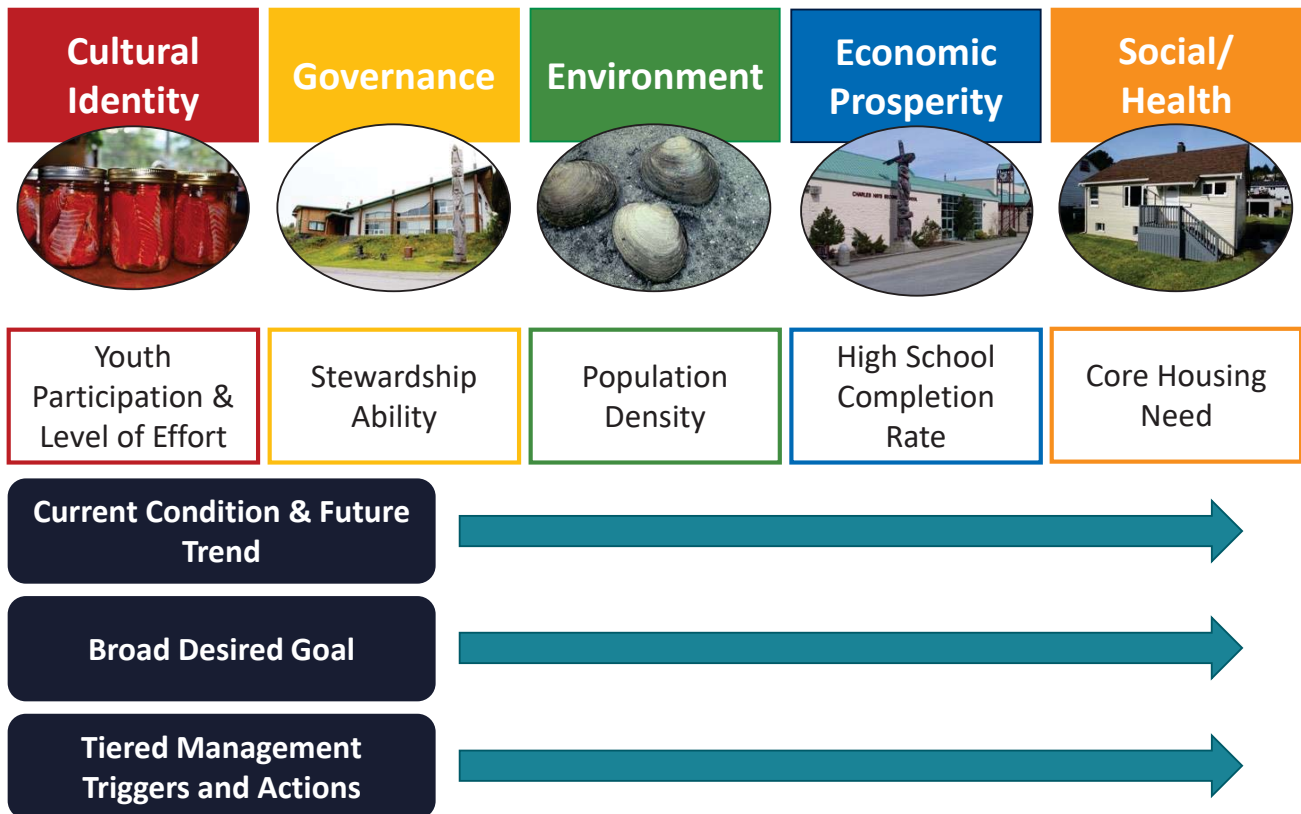 Cultural
Identity
Governance
Environment
Economic
Prosperity
Social/
Health
CHARLES HAYS
Youth
Participation &
Level of Effort
Stewardship
Ability
Population
Density
High School
Completion
Rate
Core Housing
Need
Current Condition & Future
Trend
Broad Desired Goal
Tiered Management
Triggers and Actions